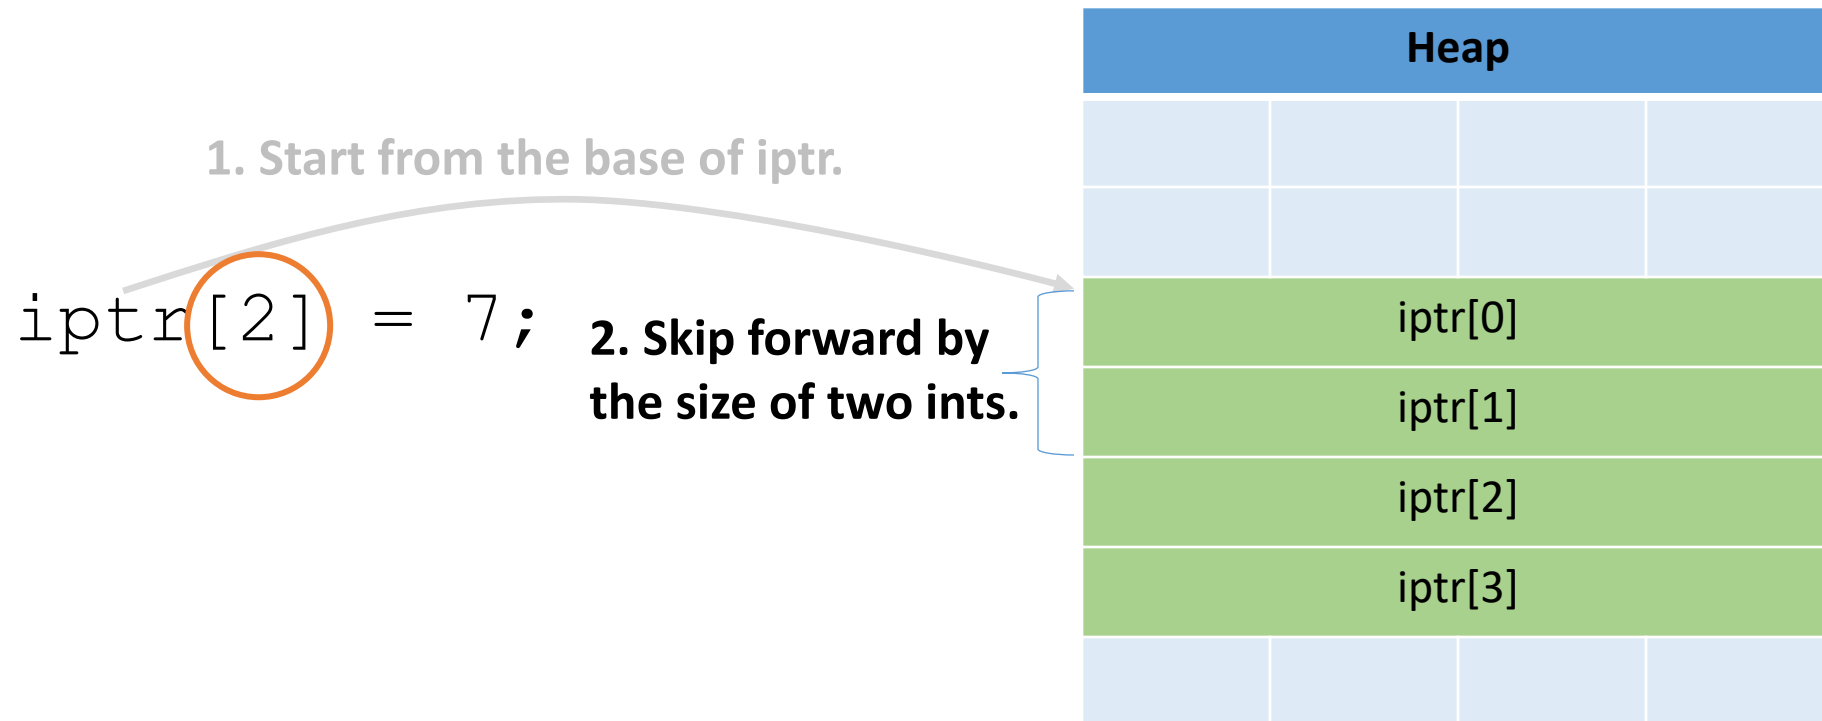 Heap
1. Start from the base of iptr.
iptr[2] = 7;
2. Skip forward by
the size of two ints.
iptr[0]
iptr[1]
iptr[2]
iptr[3]